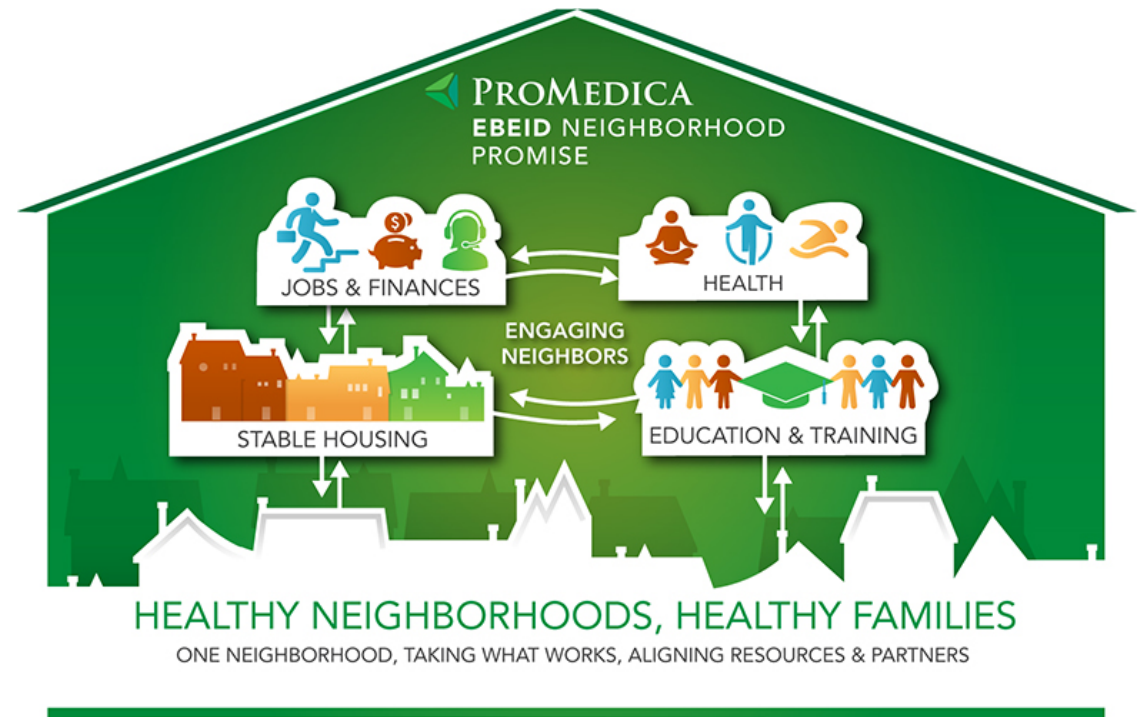 PROMEDICA
EBEID NEIGHBORHOOD
PROMISE
$
JOBS & FINANCES
HEALTH
ENGAGING
NEIGHBORS
STABLE HOUSING
EDUCATION & TRAINING
HEALTHY NEIGHBORHOODS, HEALTHY FAMILIES
ONE NEIGHBORHOOD, TAKING WHAT WORKS, ALIGNING RESOURCES & PARTNERS